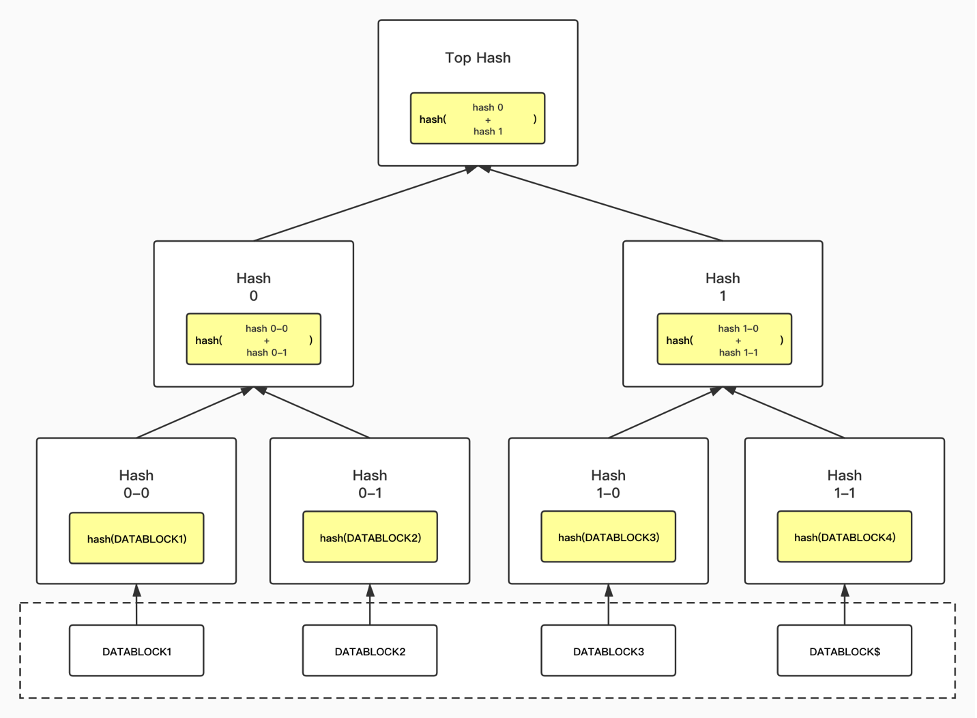 Top Hash
hash 0
hash( + )
hash 1
Hash
0
hash 0-0
hash( + )
hash 0-1
Hash
1
hash 1-0
hash( + )
hash 1-1
Hash
0-0
hash(DATABLOCK1)
Hash
0-1
hash(DATABLOCK2)
Hash
1-0
hash(DATABLOCK3)
Hash
1-1
hash(DATABLOCK4)
DATABLOCK1
DATABLOCK2
DATABLOCK3
DATABLOCK$